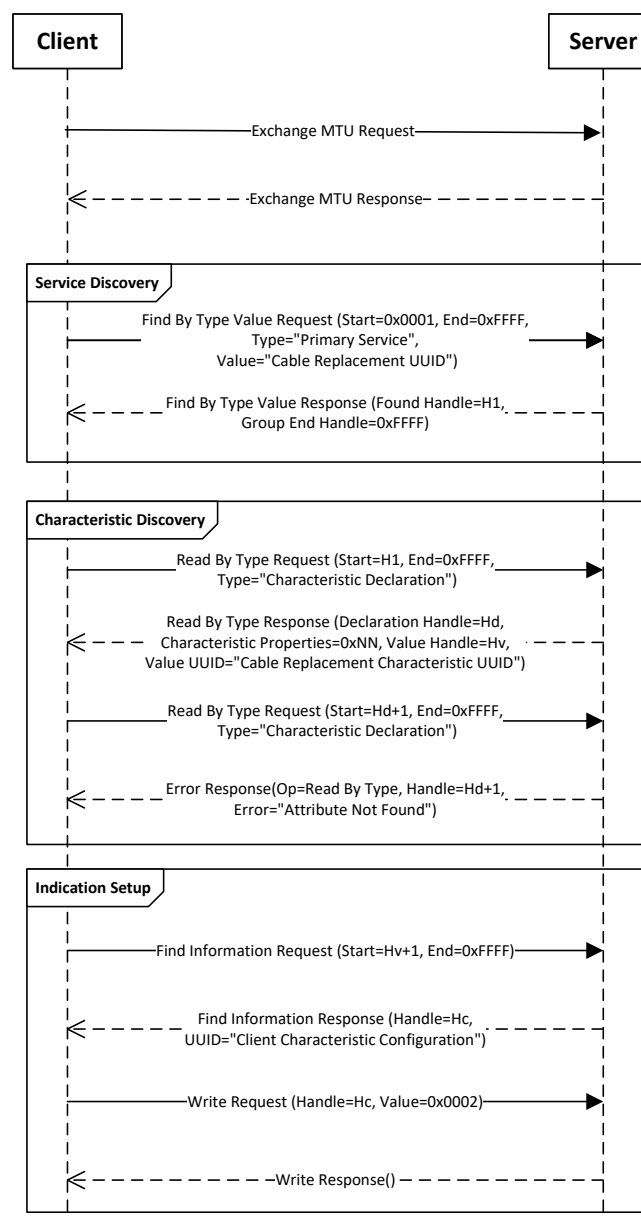 Client
Server
Exchange MTU Request
Exchange MTU Response
Service Discovery
Find By Type Value Request (Start=0x0001, End=0xFFFF,
Type="Primary Service",
Value="Cable Replacement UUID")
Find By Type Value Response (Found Handle=H1,
Group End Handle=0xFFFF)
Characteristic Discovery
Read By Type Request (Start=H1, End=0xFFFF,
Type="Characteristic Declaration")
Read By Type Response (Declaration Handle=Hd,
Characteristic Properties=0xNN, Value Handle=Hv,
Value UUID="Cable Replacement Characteristic UUID")
Read By Type Request (Start=Hd+1, End=0xFFFF,
Type="Characteristic Declaration")
Error Response(Op=Read By Type, Handle=Hd+1,
Error="Attribute Not Found")
Indication Setup
Find Information Request (Start=Hv+1, End=0xFFFF)
Find Information Response (Handle=Hc,
UUID="Client Characteristic Configuration")
Write Request (Handle=Hc, Value=0x0002)
Write Response()